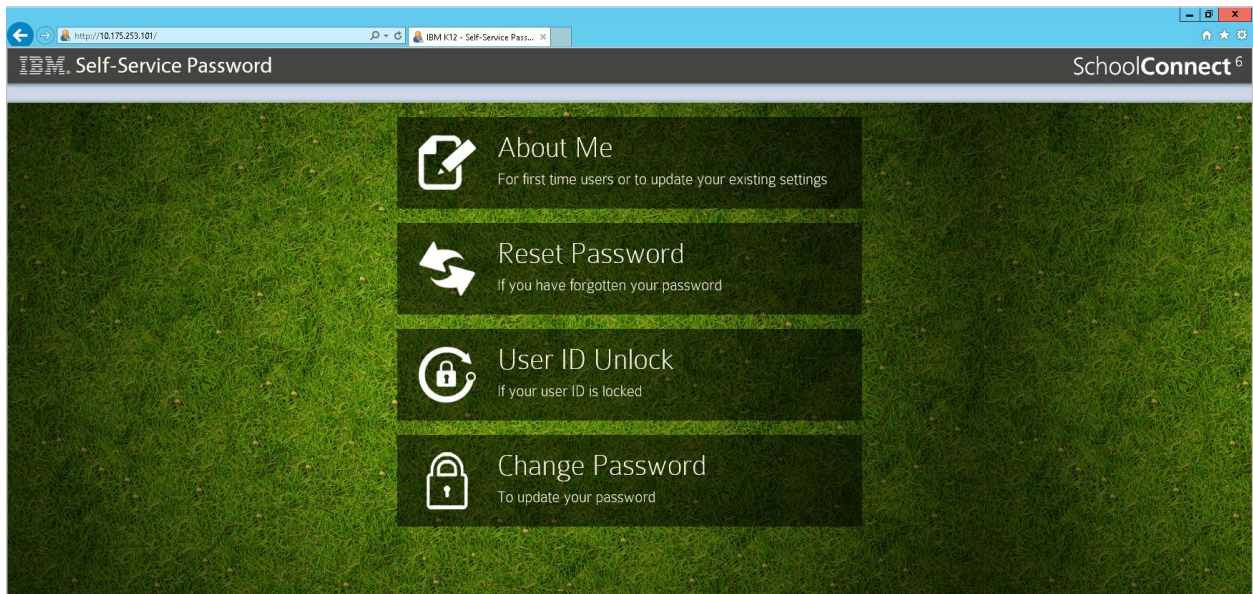 http://10.175.253.101/
IBM K12 - Self-Service Pass...
IBM. Self-Service Password
SchoolConnect 6
About Me
For first time users or to update your existing settings
Reset Password
If you have forgotten your password
User ID Unlock
If your user ID is locked
Change Password
To update your password